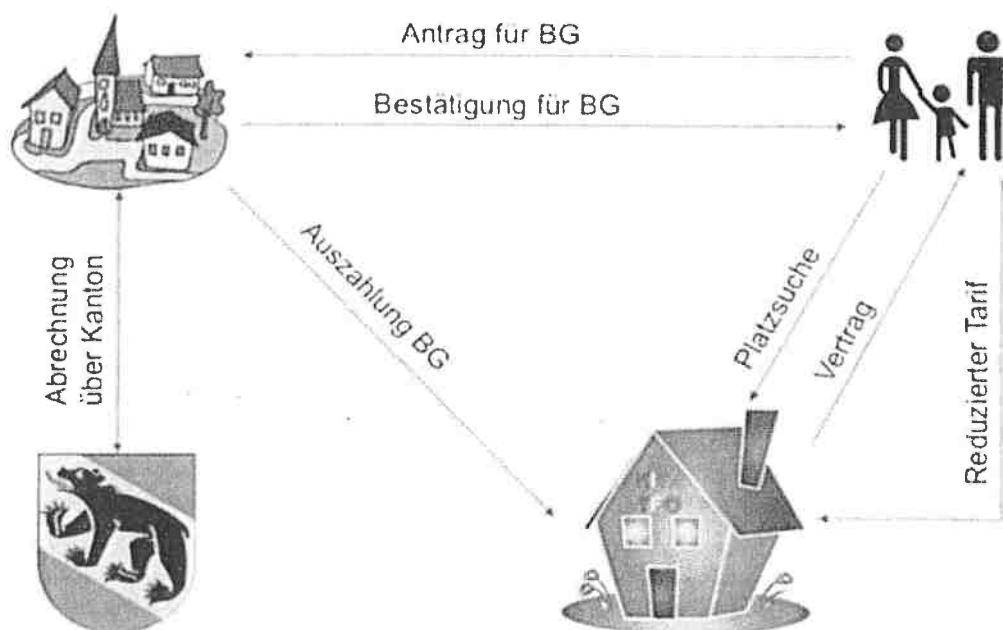 Antrag für BG
Bestätigung für BG
Abrechnung
über Kanton
Auszahlung BG
Platzsuche
Vertrag
Reduzierter Tarif